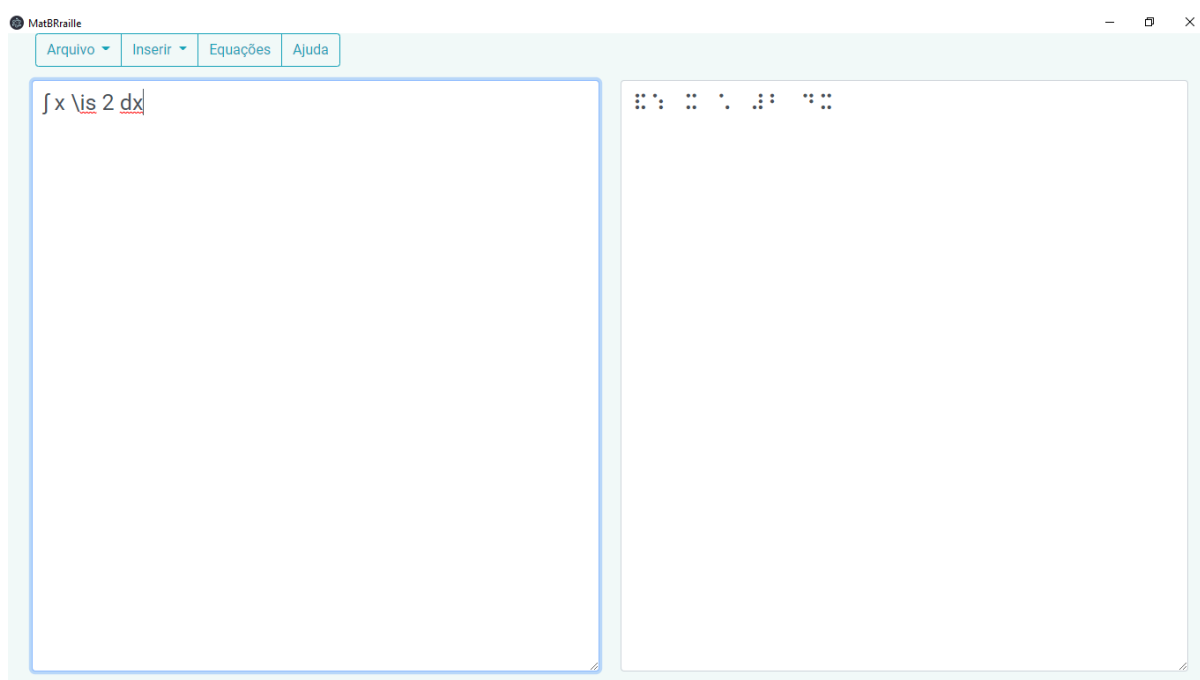 MatBRraille
Arquivo Inserir Equações Ajuda
∫ x \is 2 dx
⠯⠱ ⠭ ⠡ ⠼⠃ ⠙⠭